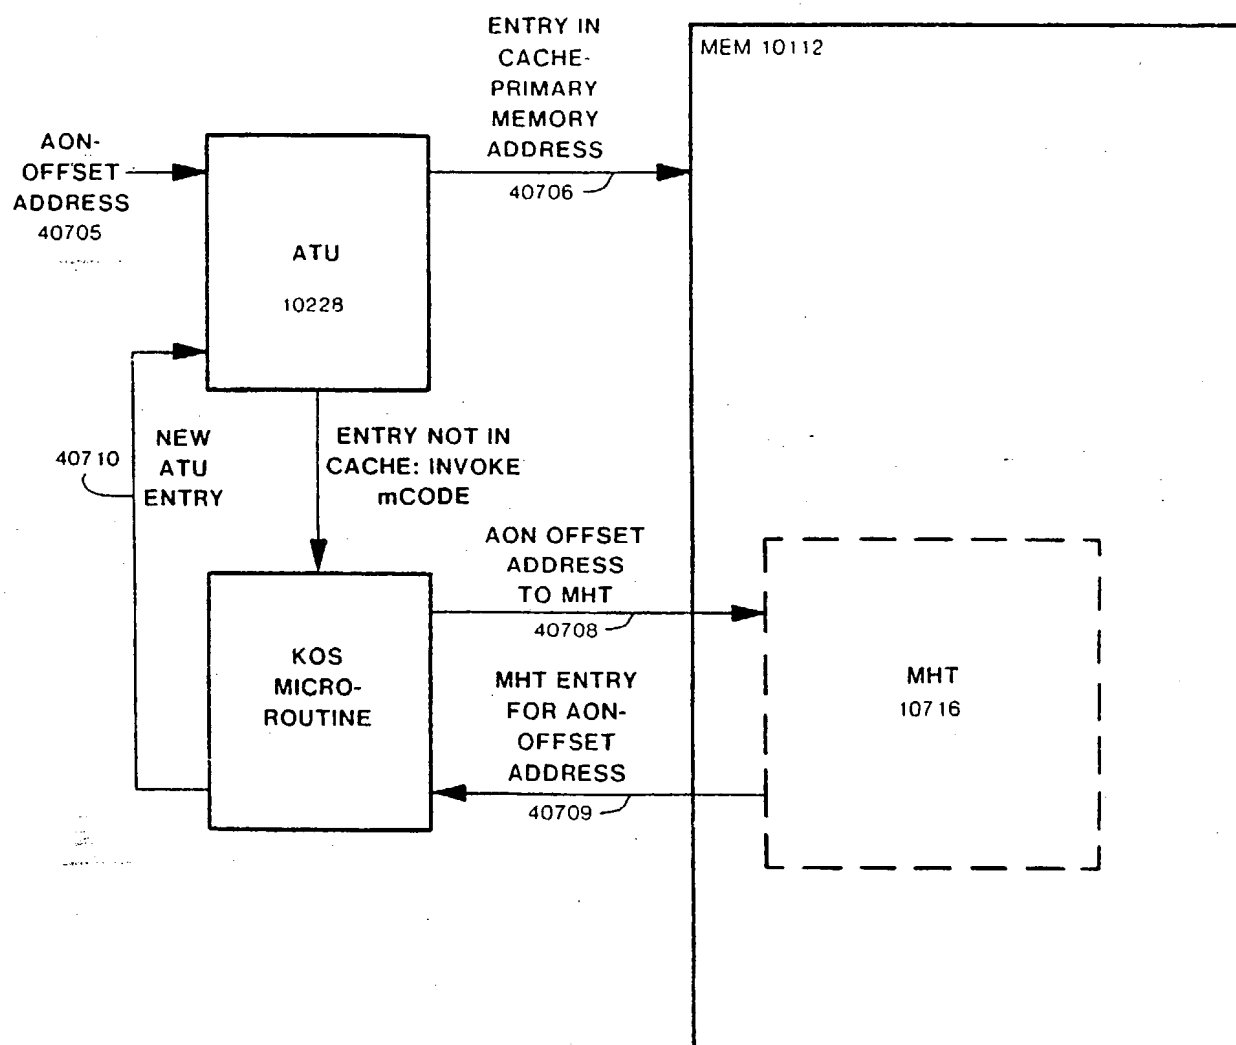 ENTRY IN
CACHE-
PRIMARY
MEMORY
ADDRESS
40706
MEM 10112
AON-
OFFSET
ADDRESS
40705
ATU
10228
40710
NEW
ATU
ENTRY
ENTRY NOT IN
CACHE: INVOKE
mCODE
AON OFFSET
ADDRESS
TO MHT
40708
KOS
MICRO-
ROUTINE
MHT ENTRY
FOR AON-
OFFSET
ADDRESS
40709
MHT
10716